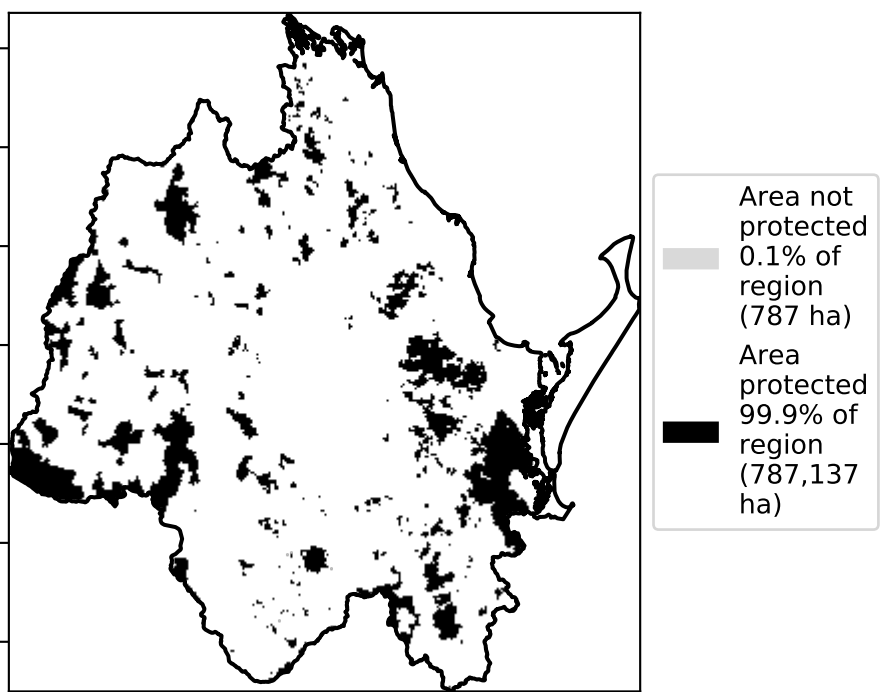 Area not
protected
0.1% of
region
(787 ha)
Area
protected
99.9% of
region
(787,137
ha)